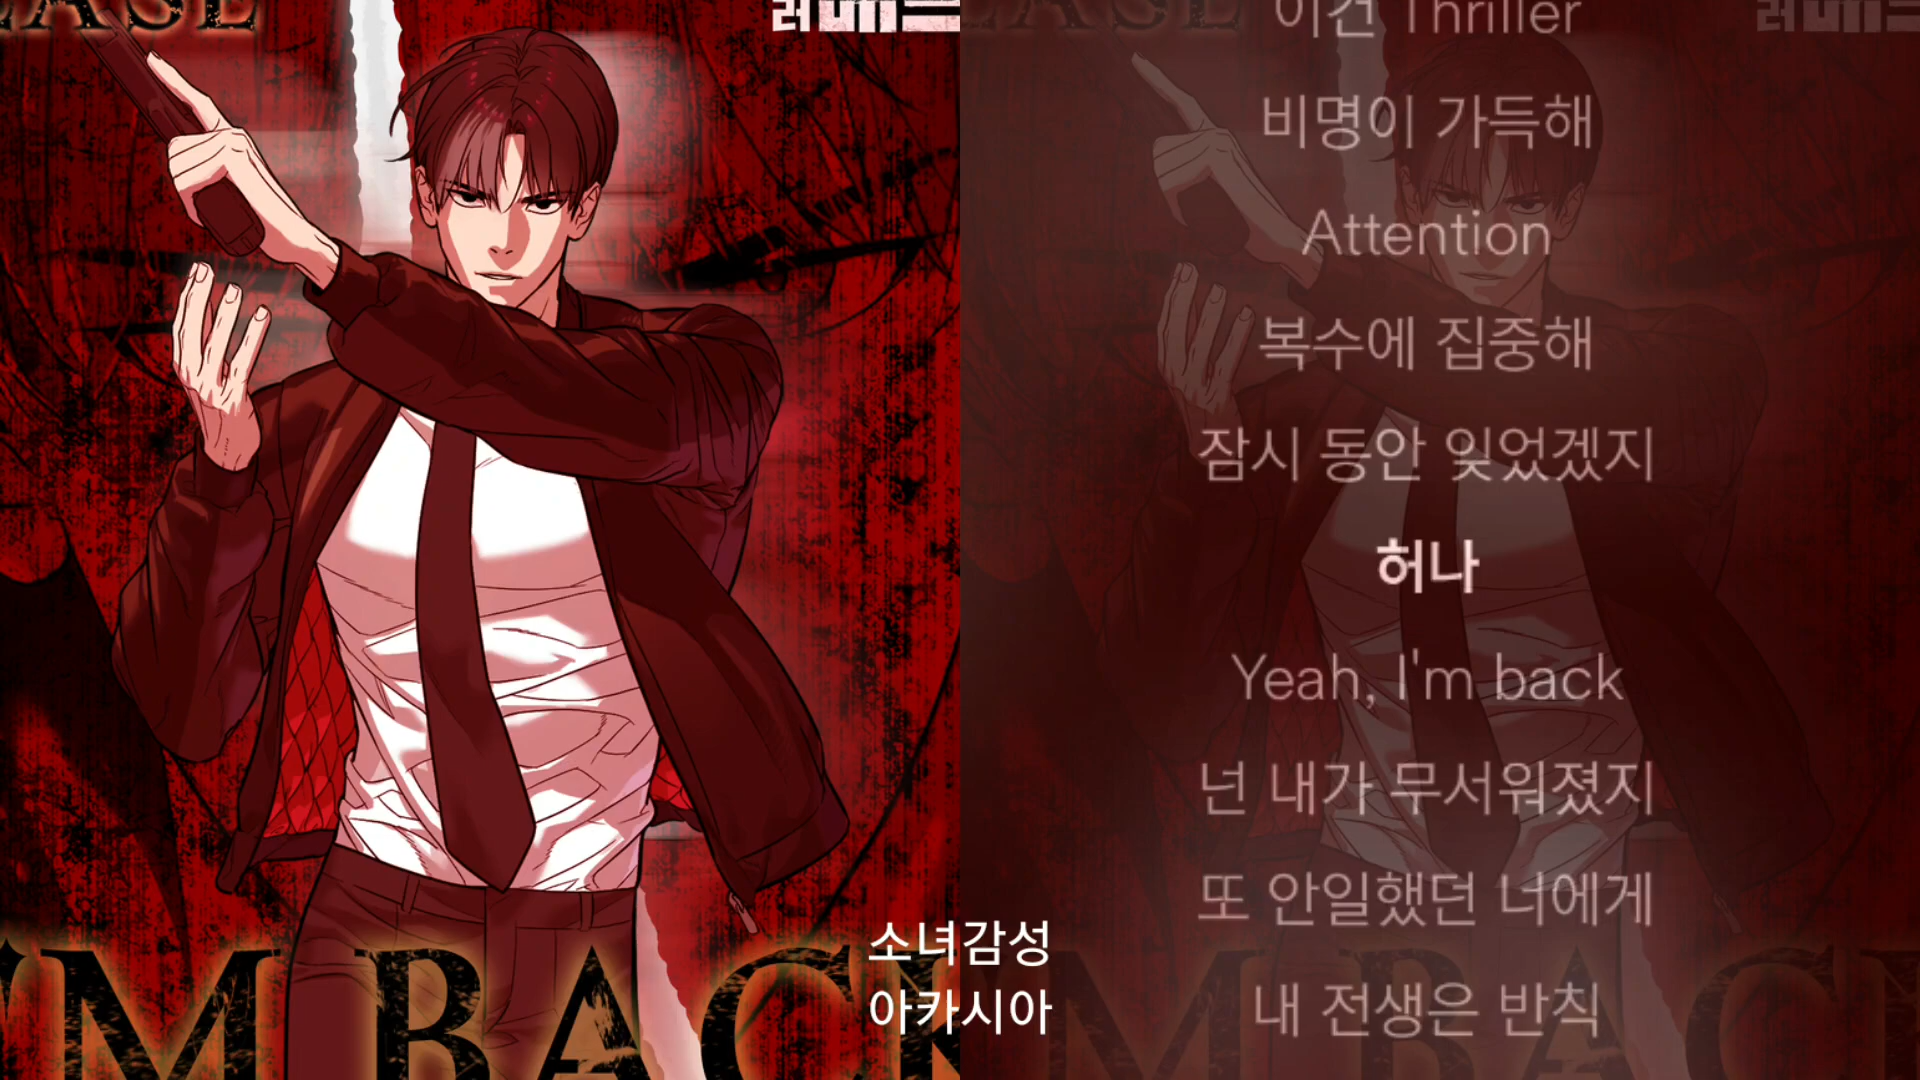 EASE
이건 Thriller
비명이 가득해
Attention
복수에 집중해
잠시 동안 잊었겠지
허나
Yeah, I'm back
넌 내가 무서워졌지
또 안일했던 너에게
내 전생은 반칙
소녀감성
아카시아
I'M BACK